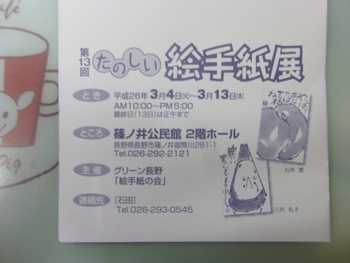 第13回 たのしい 絵手紙展
とき 平成26年3月4日(火)〜3月13日(木)
AM10:00〜PM5:00
最終日(13日)は正午まで
ところ 篠ノ井公民館 2階ホール
長野県長野市篠ノ井御幣川281-1
Tel.026-292-2121
主催 グリーン長野
「絵手紙の会」
連絡先 [石田]
Tel.026-293-0545